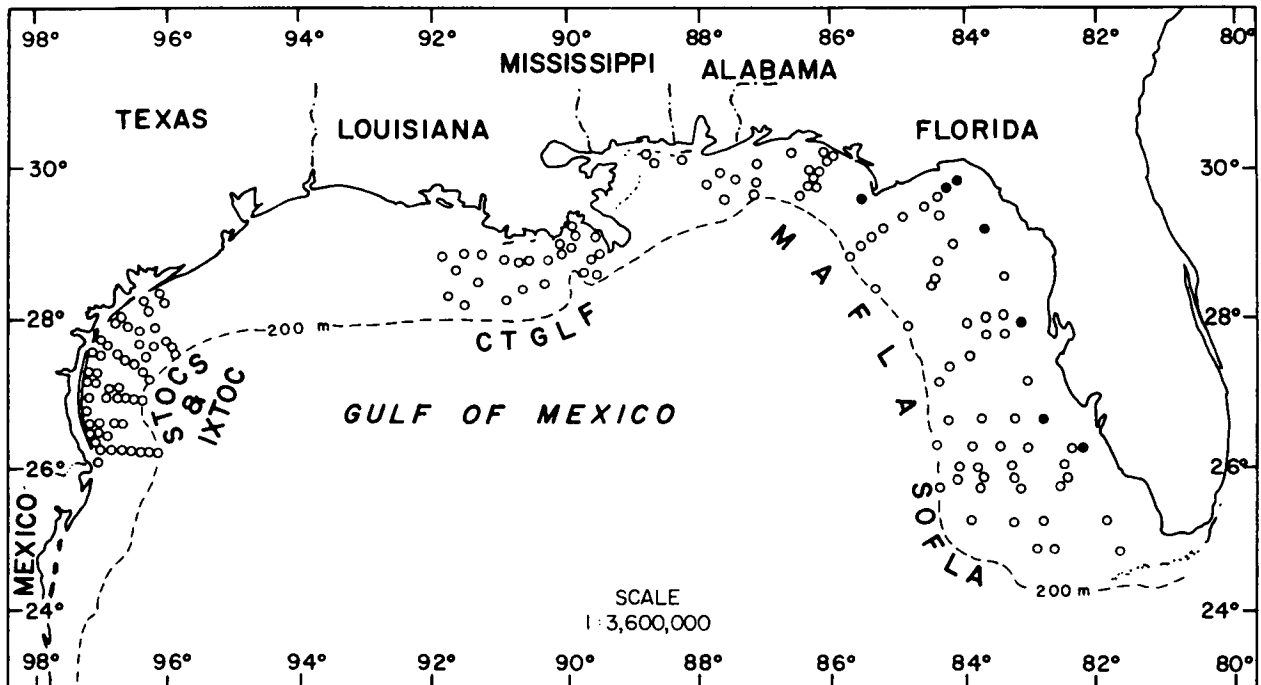 98° 96° 94° 92° 90° 88° 86° 84° 82° 80°
MISSISSIPPI
ALABAMA
TEXAS
LOUISIANA
FLORIDA
30° 30°
28° 28°
200 m
CTGLF
MAFLA
STOCS
&
IXTOC
GULF OF MEXICO
26° 26°
SOFLA
MEXICO
200 m
SCALE
1:3,600,000
24° 24°
98° 96° 94° 92° 90° 88° 86° 84° 82° 80°